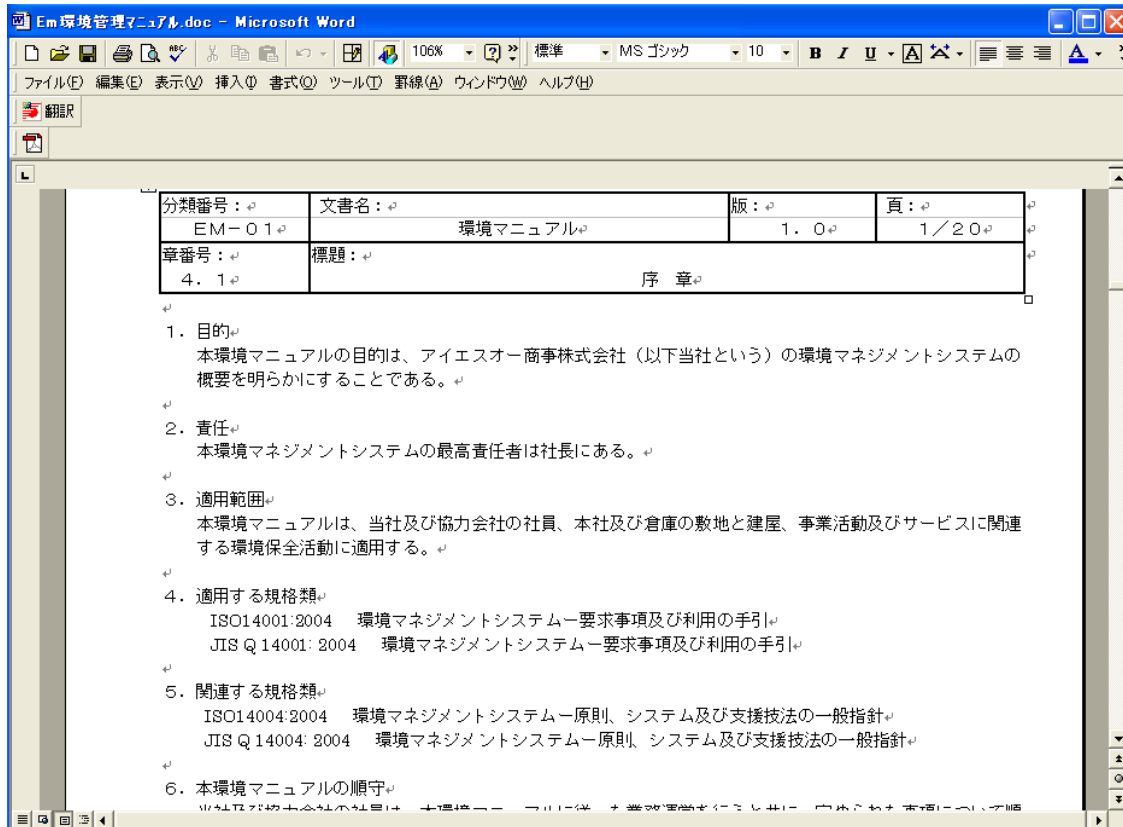 Em環境管理マニュアル.doc - Microsoft Word
106% 標準 MS ゴシック 10 B I U A A
ファイル(F) 編集(E) 表示(V) 挿入(I) 書式(O) ツール(T) 罫線(A) ウィンドウ(W) ヘルプ(H)
翻訳
分類番号: 文書名: 版: 頁:
EM-01 環境マニュアル 1.0 1/20
章番号: 標題:
4.1 序 章
1.目的
本環境マニュアルの目的は、アイエスオー商事株式会社(以下当社という)の環境マネジメントシステムの
概要を明らかにすることである。
2.責任
本環境マネジメントシステムの最高責任者は社長にある。
3.適用範囲
本環境マニュアルは、当社及び協力会社の社員、本社及び倉庫の敷地と建屋、事業活動及びサービスに関連
する環境保全活動に適用する。
4.適用する規格類
ISO14001:2004 環境マネジメントシステムー要求事項及び利用の手引
JIS Q 14001: 2004 環境マネジメントシステムー要求事項及び利用の手引
5.関連する規格類
ISO14004:2004 環境マネジメントシステムー原則、システム及び支援技法の一般指針
JIS Q 14004: 2004 環境マネジメントシステムー原則、システム及び支援技法の一般指針
6.本環境マニュアルの順守